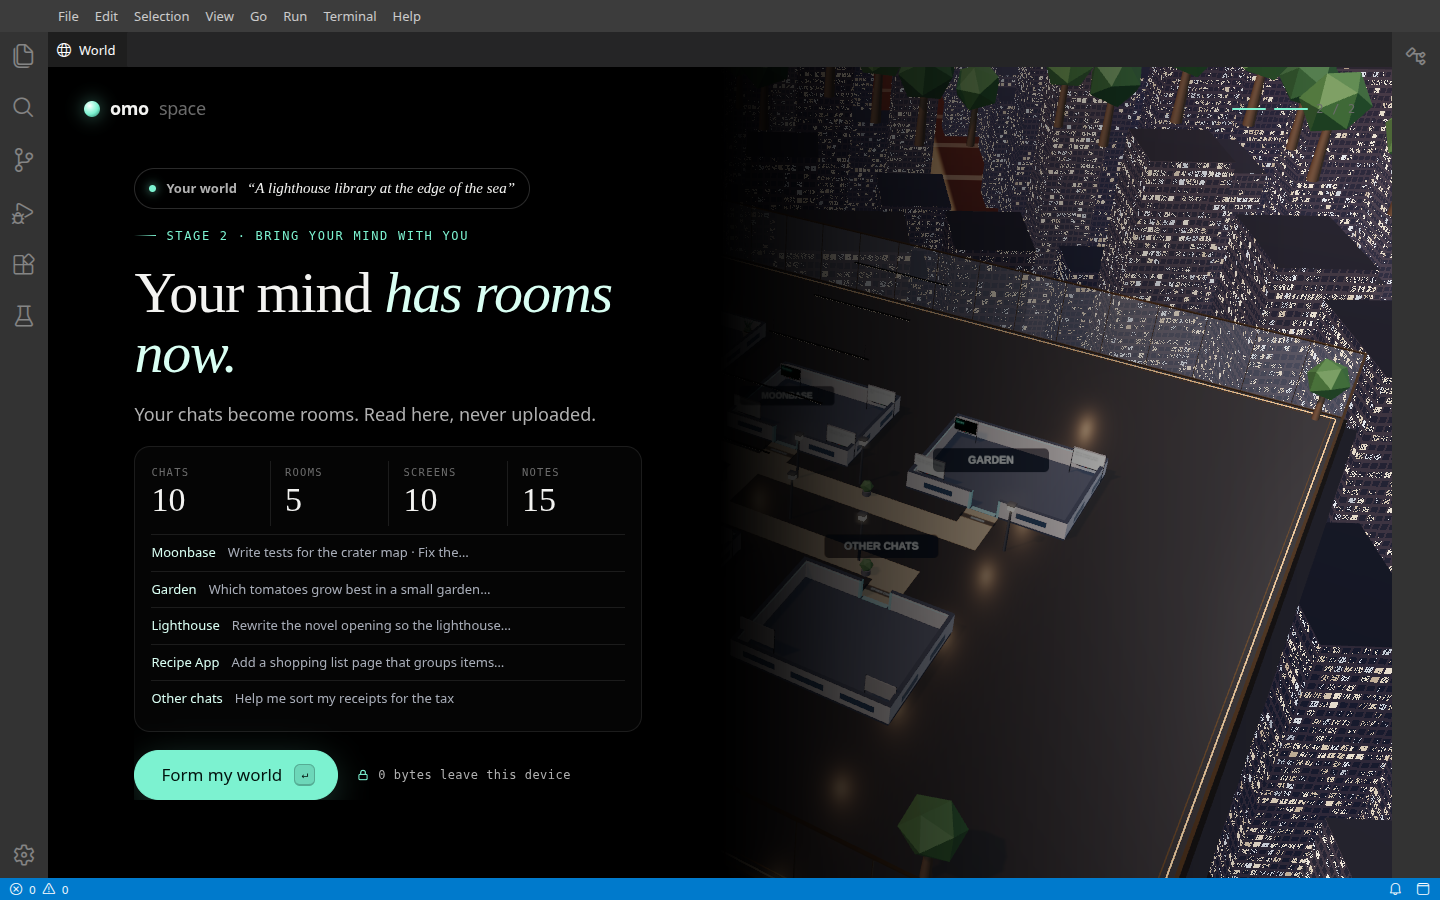 File Edit Selection View Go Run Terminal Help
World
omo space
Your world “A lighthouse library at the edge of the sea”
STAGE 2 · BRING YOUR MIND WITH YOU
Your mind has rooms
now.
Your chats become rooms. Read here, never uploaded.
CHATS ROOMS SCREENS NOTES
10 5 10 15
Moonbase Write tests for the crater map · Fix the...
Garden Which tomatoes grow best in a small garden...
Lighthouse Rewrite the novel opening so the lighthouse...
Recipe App Add a shopping list page that groups items...
Other chats Help me sort my receipts for the tax
Form my world ↵
0 bytes leave this device
MOONBASE
GARDEN
OTHER CHATS
0 0